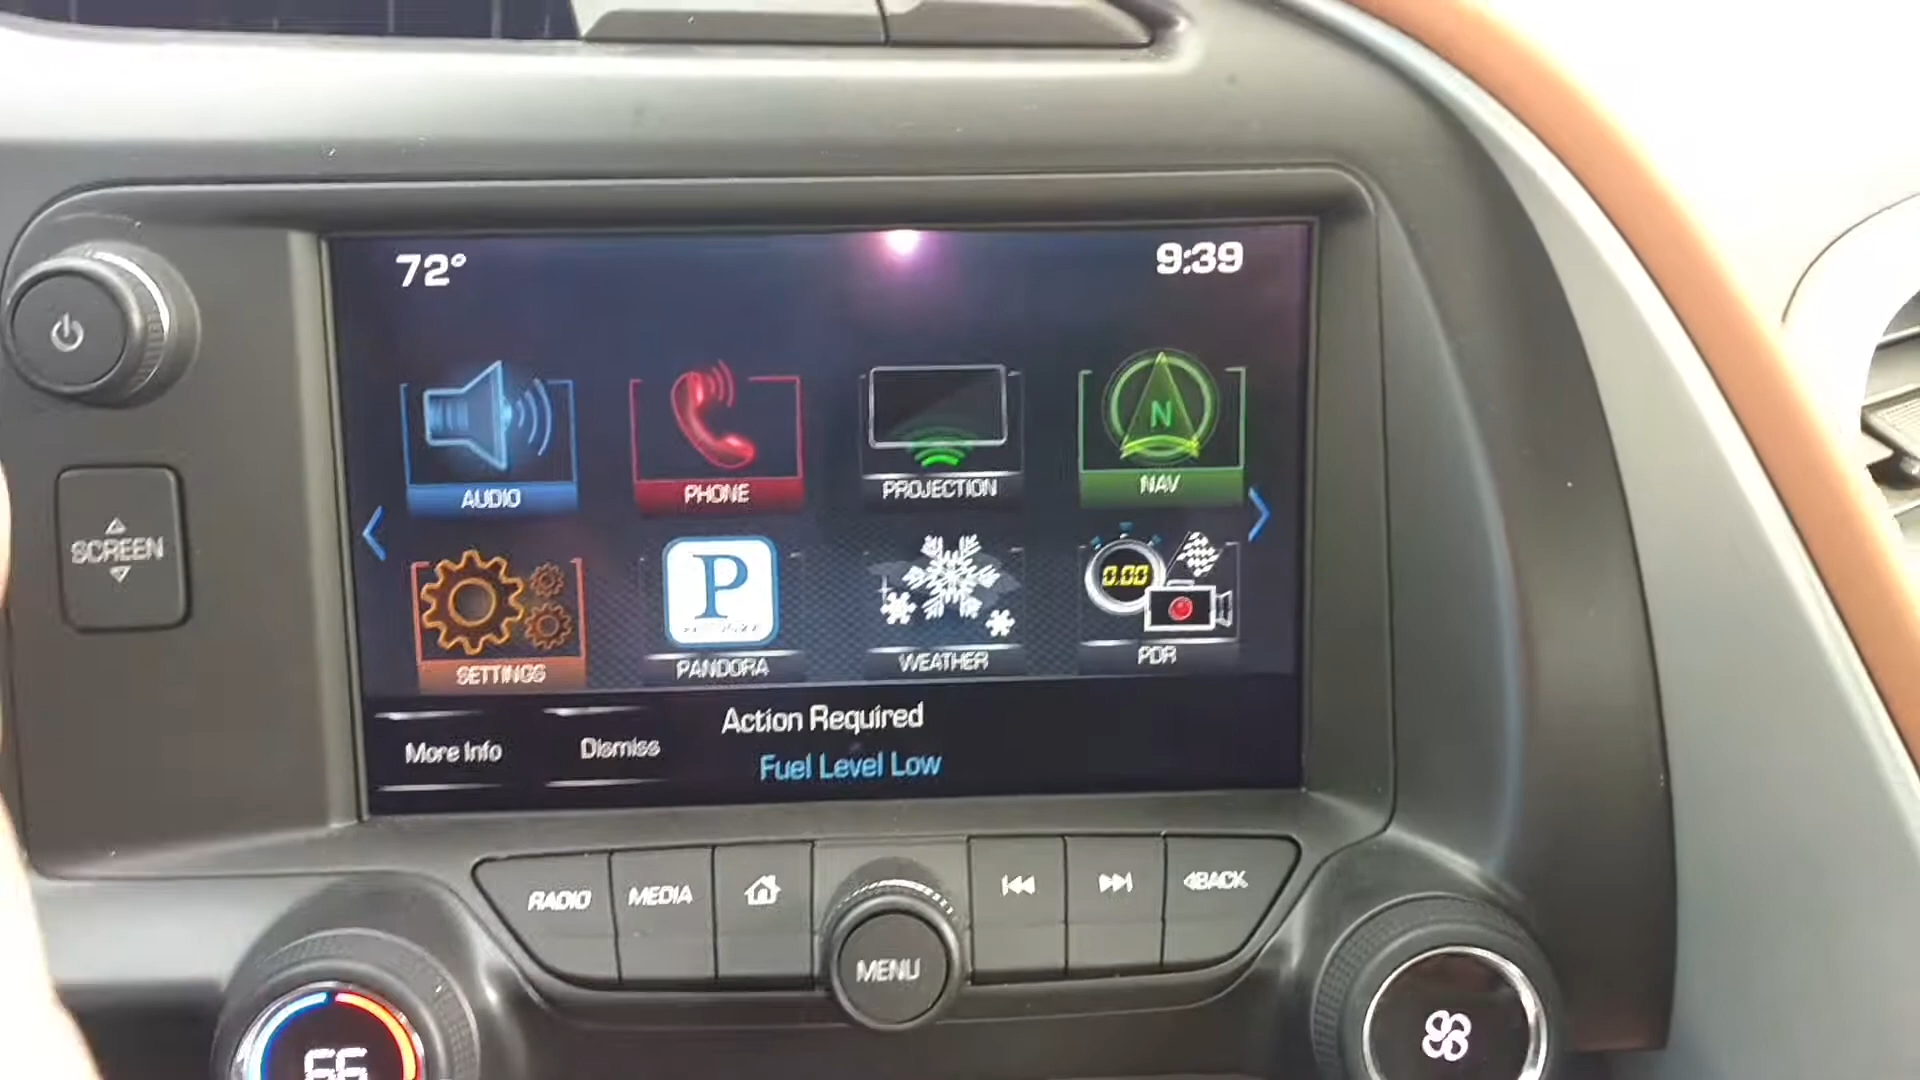 72°
9:39
AUDIO
PHONE
PROJECTION
N
NAV
0.00
P
SETTINGS
PANDORA
WEATHER
PDR
More Info
Dismiss
Action Required
Fuel Level Low
SCREEN
RADIO
MEDIA
BACK
MENU
66